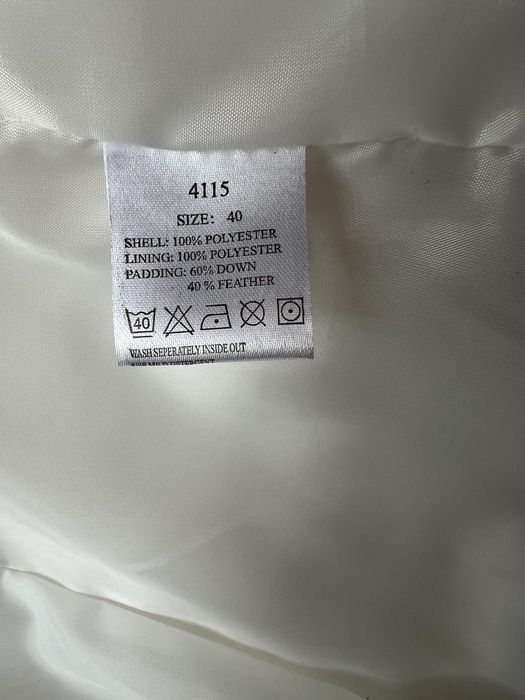 4115
SIZE: 40
SHELL: 100% POLYESTER
LINING: 100% POLYESTER
PADDING: 60% DOWN
40 % FEATHER
40
WASH SEPERATELY INSIDE OUT